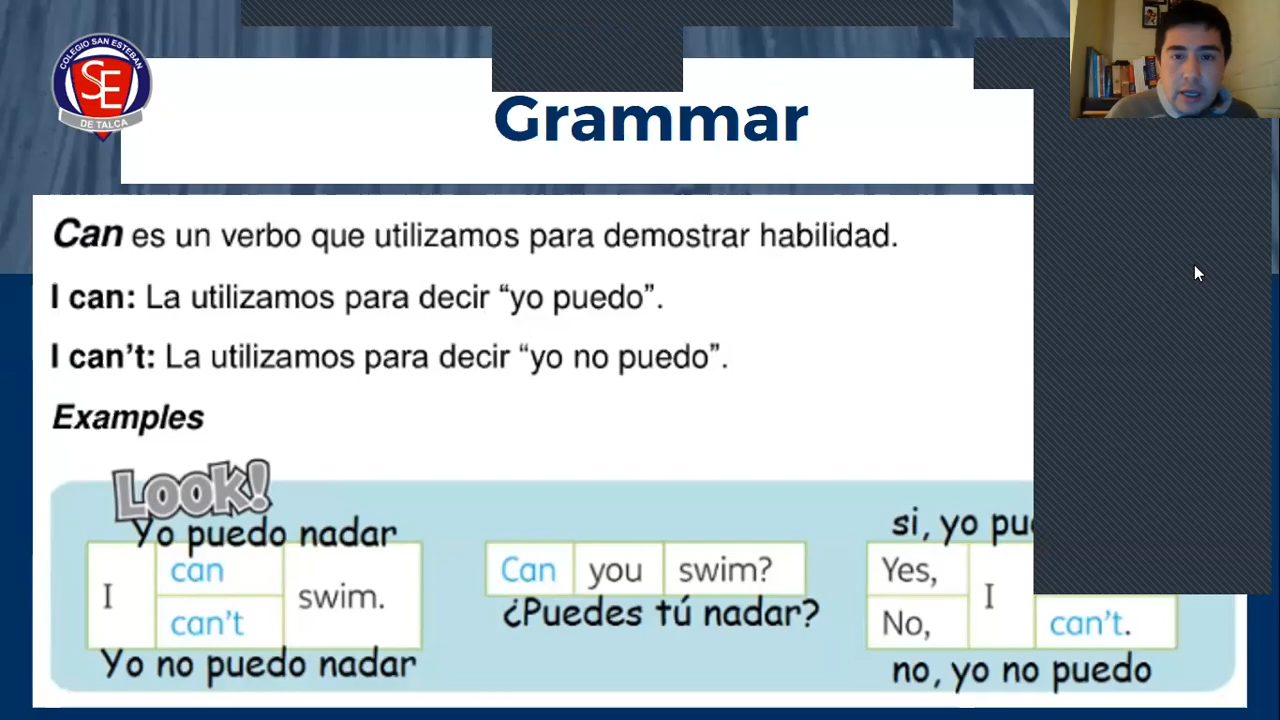 COLEGIO SAN ESTEBAN
SE
DE TALCA
Grammar
Can es un verbo que utilizamos para demostrar habilidad.
I can: La utilizamos para decir “yo puedo”.
I can’t: La utilizamos para decir “yo no puedo”.
Examples
Look!
Yo puedo nadar
I can swim.
can’t
Yo no puedo nadar
Can you swim?
¿Puedes tú nadar?
si, yo
Yes, I
No, can’t.
no, yo no puedo